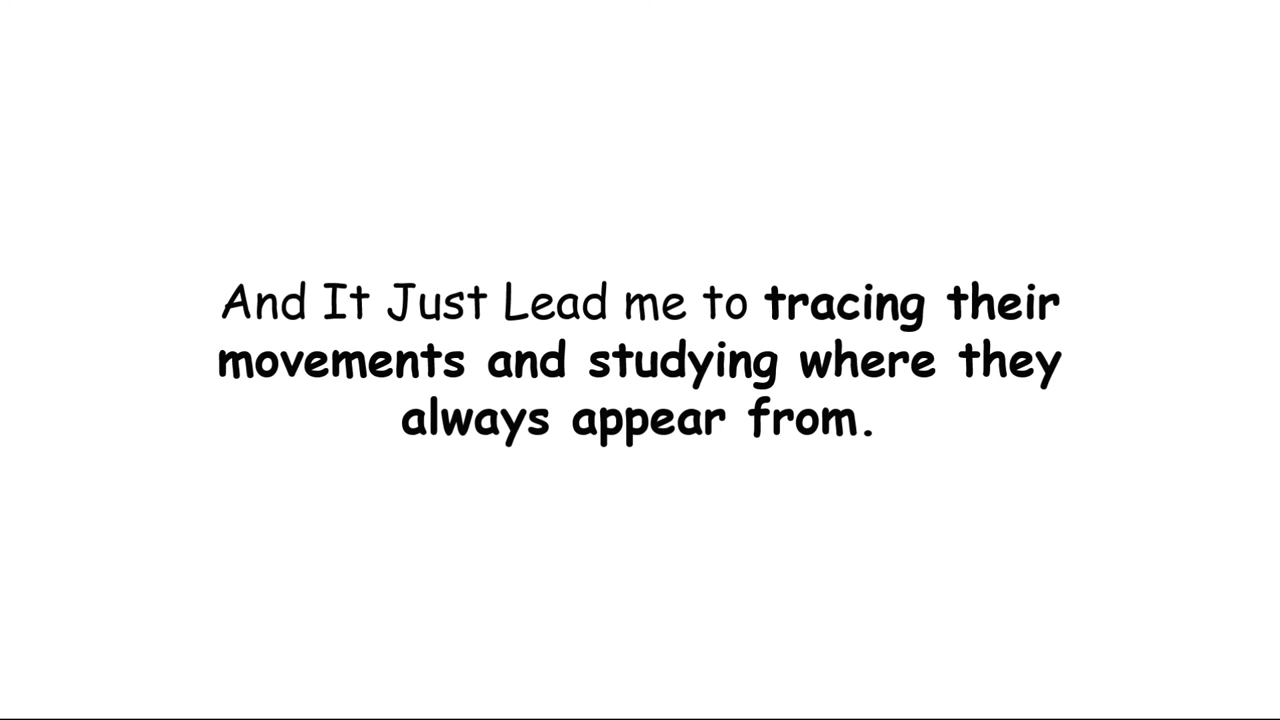 And It Just Lead me to tracing their
movements and studying where they
always appear from.